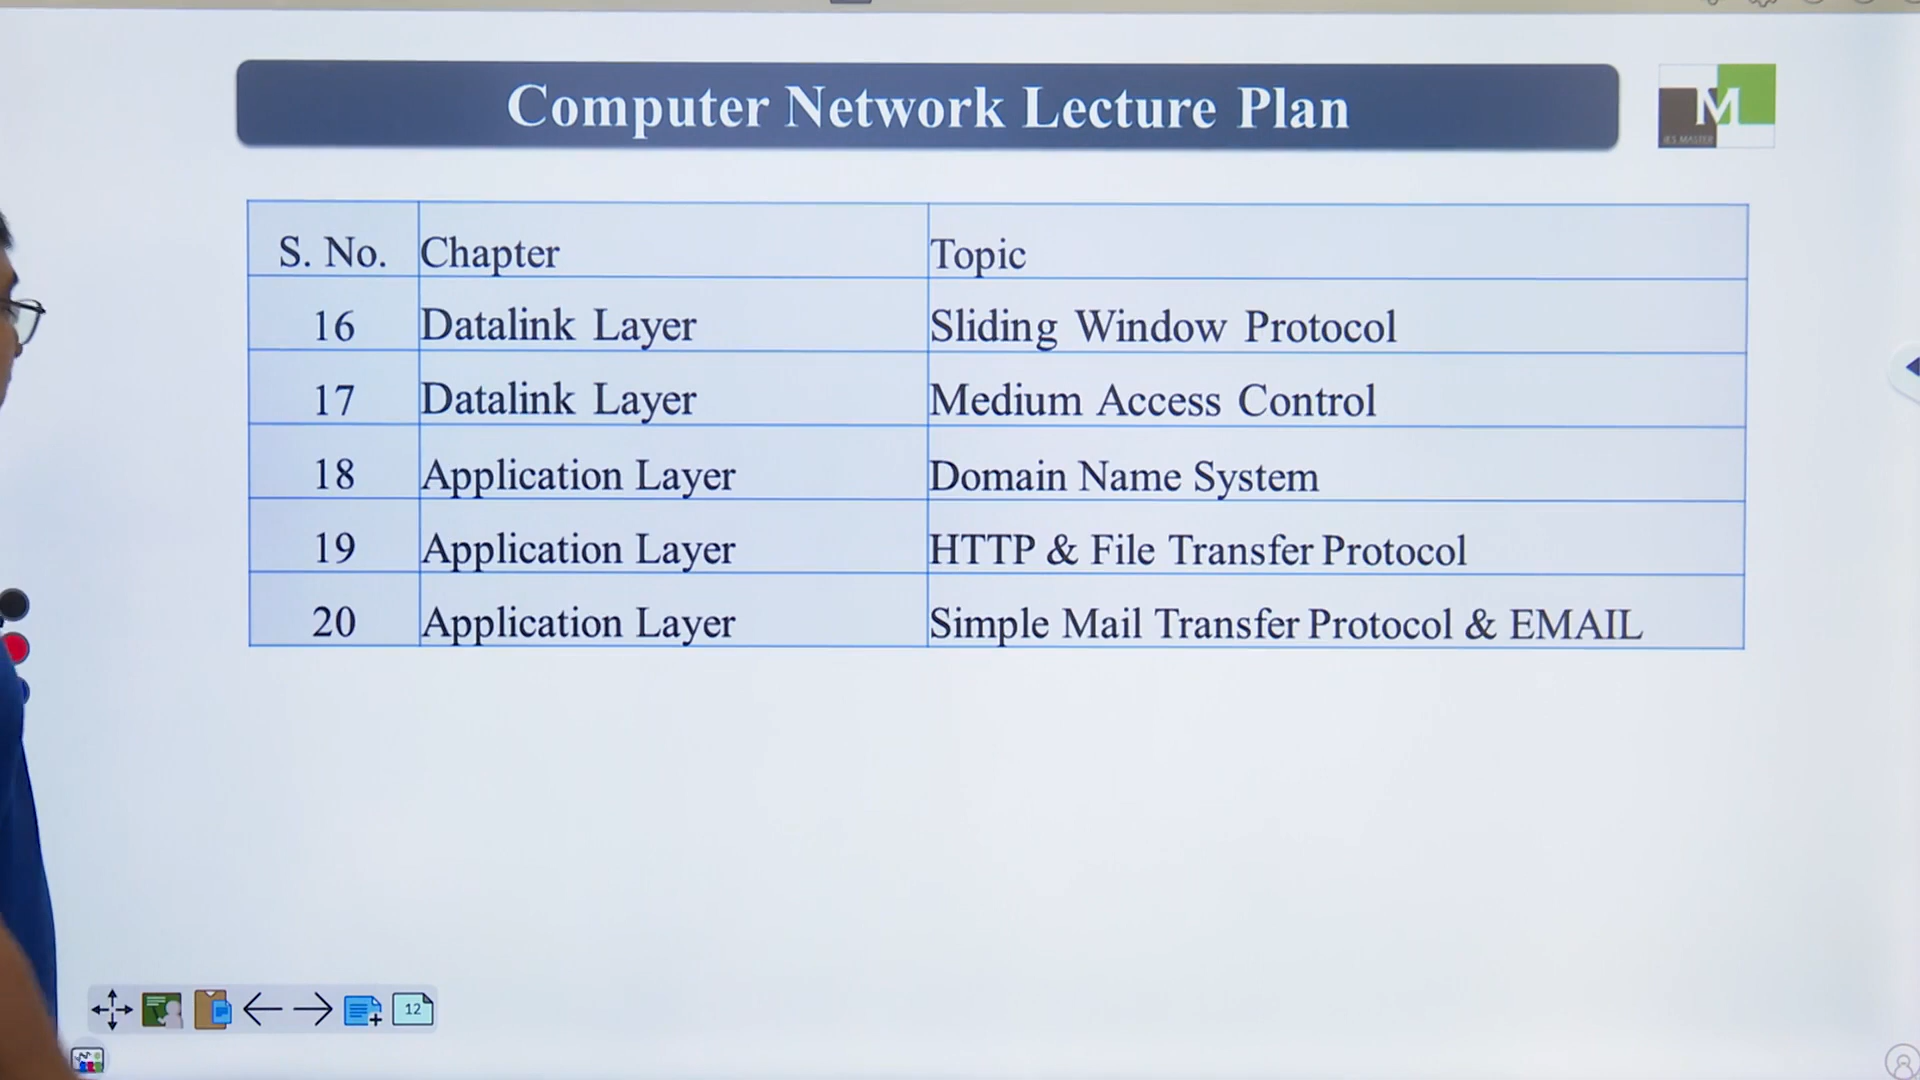 Computer Network Lecture Plan
M
IES MASTER
S. No. Chapter Topic
16 Datalink Layer Sliding Window Protocol
17 Datalink Layer Medium Access Control
18 Application Layer Domain Name System
19 Application Layer HTTP & File Transfer Protocol
20 Application Layer Simple Mail Transfer Protocol & EMAIL
12